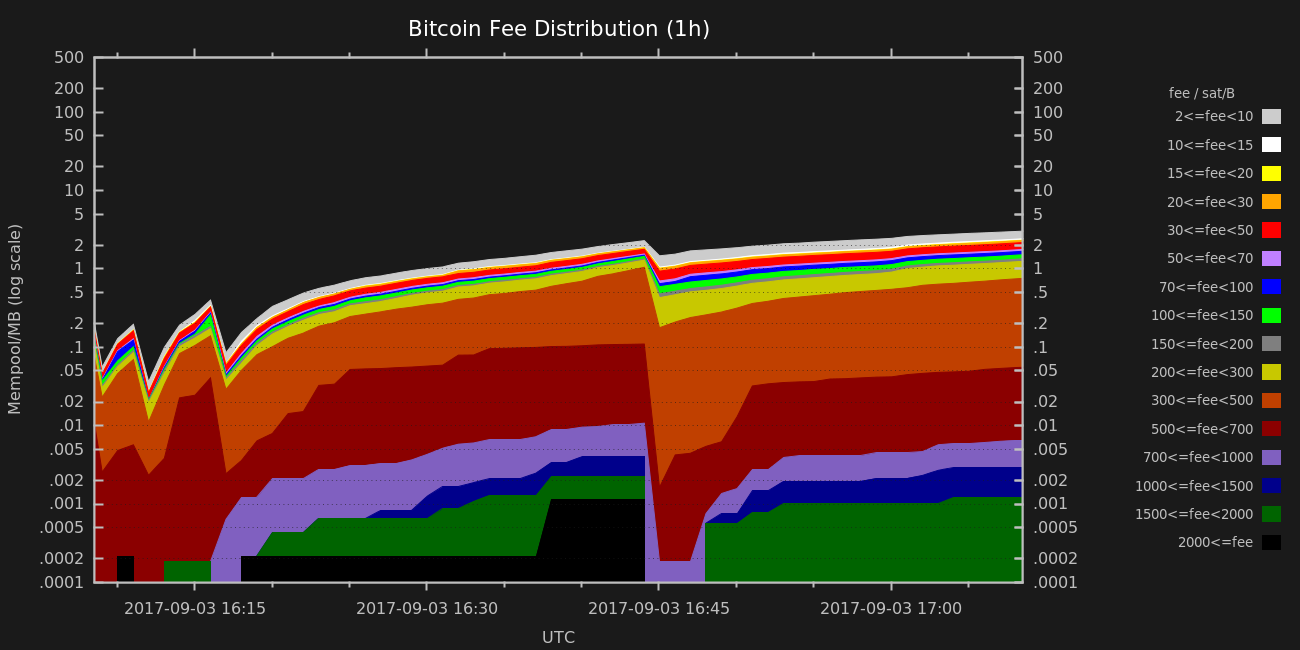 Bitcoin Fee Distribution (1h)
Mempool/MB (log scale)
500 500
200 200
100 100
50 50
20 20
10 10
5 5
2 2
1 1
.5 .5
.2 .2
.1 .1
.05 .05
.02 .02
.01 .01
.005 .005
.002 .002
.001 .001
.0005 .0005
.0002 .0002
.0001 .0001
2017-09-03 16:15 2017-09-03 16:30 2017-09-03 16:45 2017-09-03 17:00
UTC
fee / sat/B
2<=fee<10
10<=fee<15
15<=fee<20
20<=fee<30
30<=fee<50
50<=fee<70
70<=fee<100
100<=fee<150
150<=fee<200
200<=fee<300
300<=fee<500
500<=fee<700
700<=fee<1000
1000<=fee<1500
1500<=fee<2000
2000<=fee